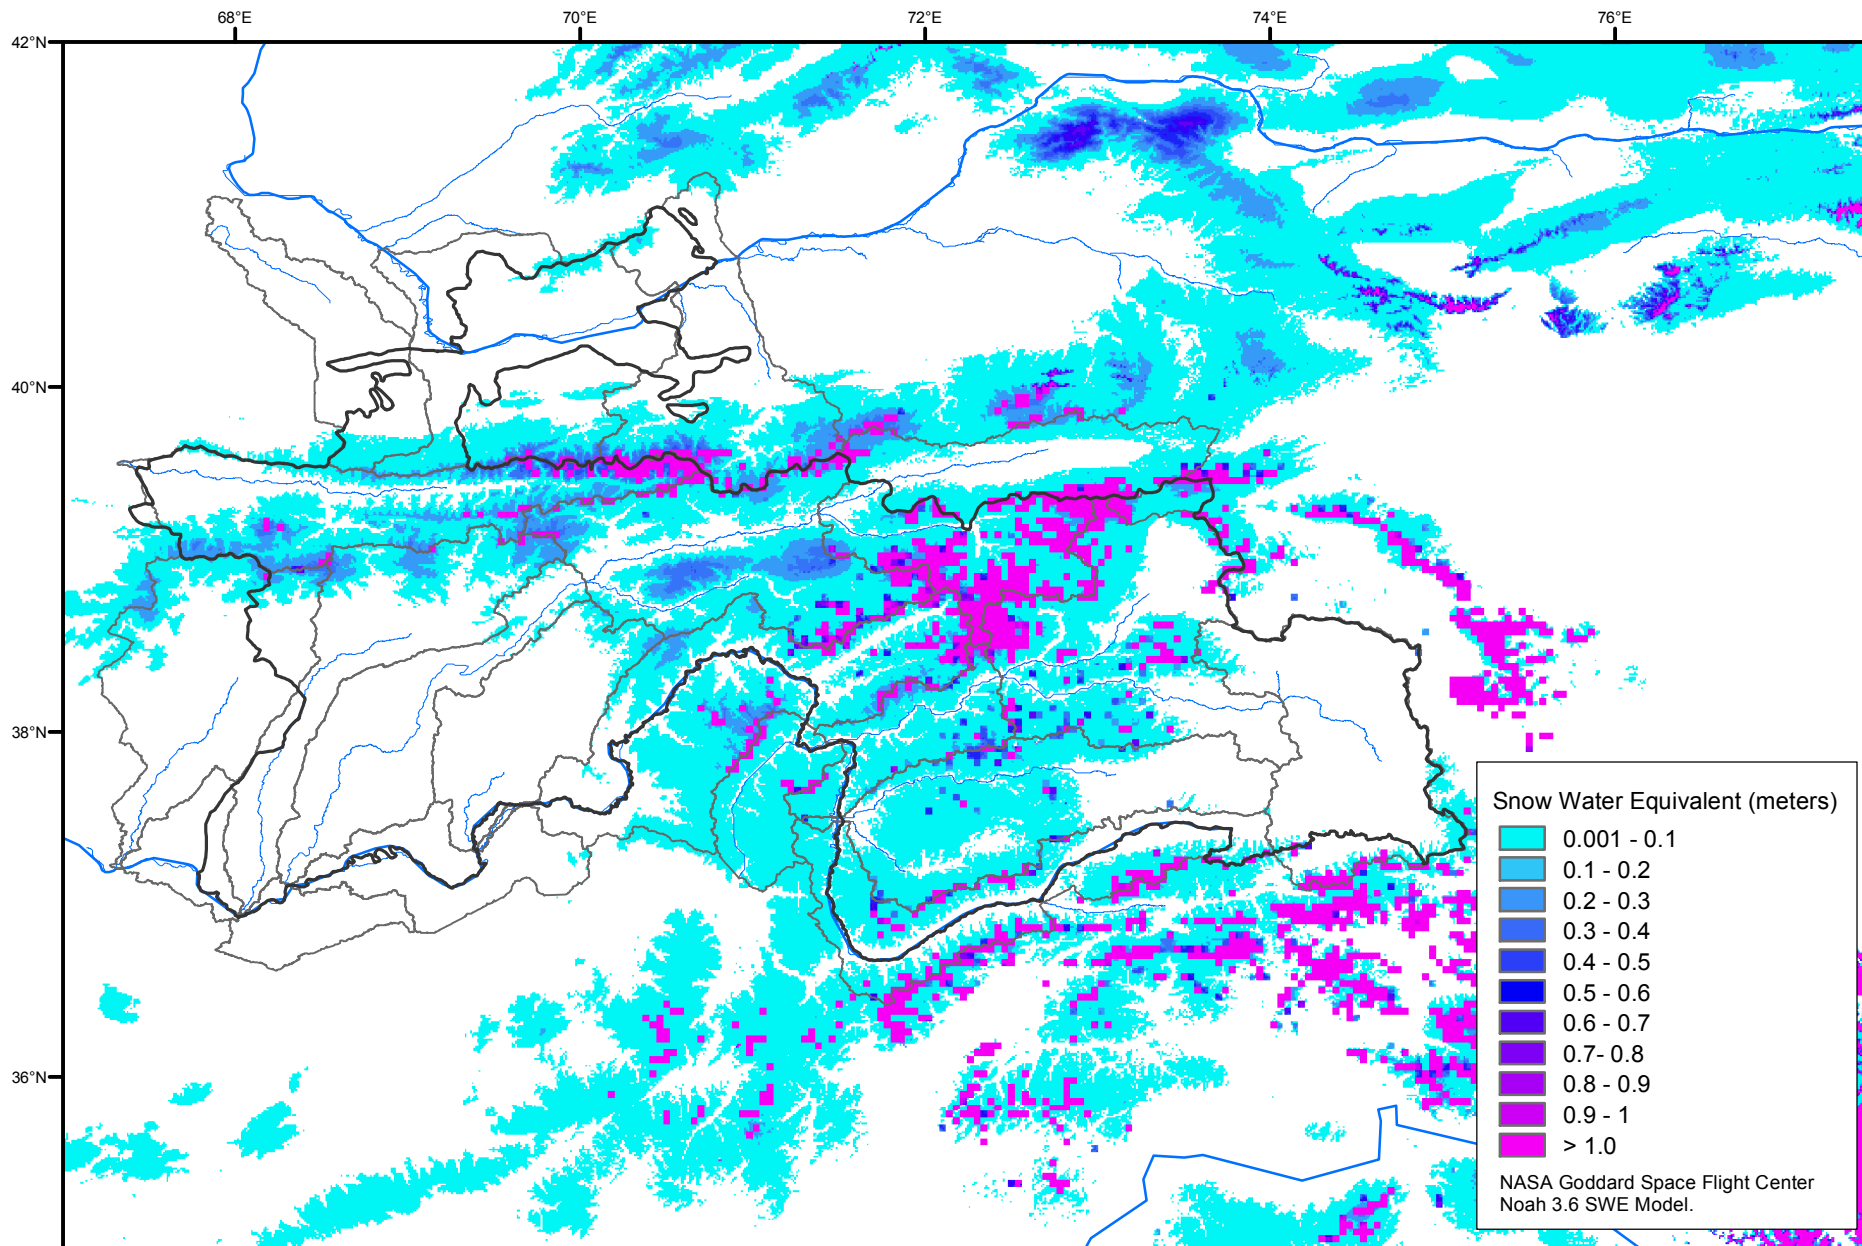 68°E 70°E 72°E 74°E 76°E
42°N
40°N
38°N
36°N
Snow Water Equivalent (meters)
0.001 - 0.1
0.1 - 0.2
0.2 - 0.3
0.3 - 0.4
0.4 - 0.5
0.5 - 0.6
0.6 - 0.7
0.7- 0.8
0.8 - 0.9
0.9 - 1
> 1.0
NASA Goddard Space Flight Center
Noah 3.6 SWE Model.